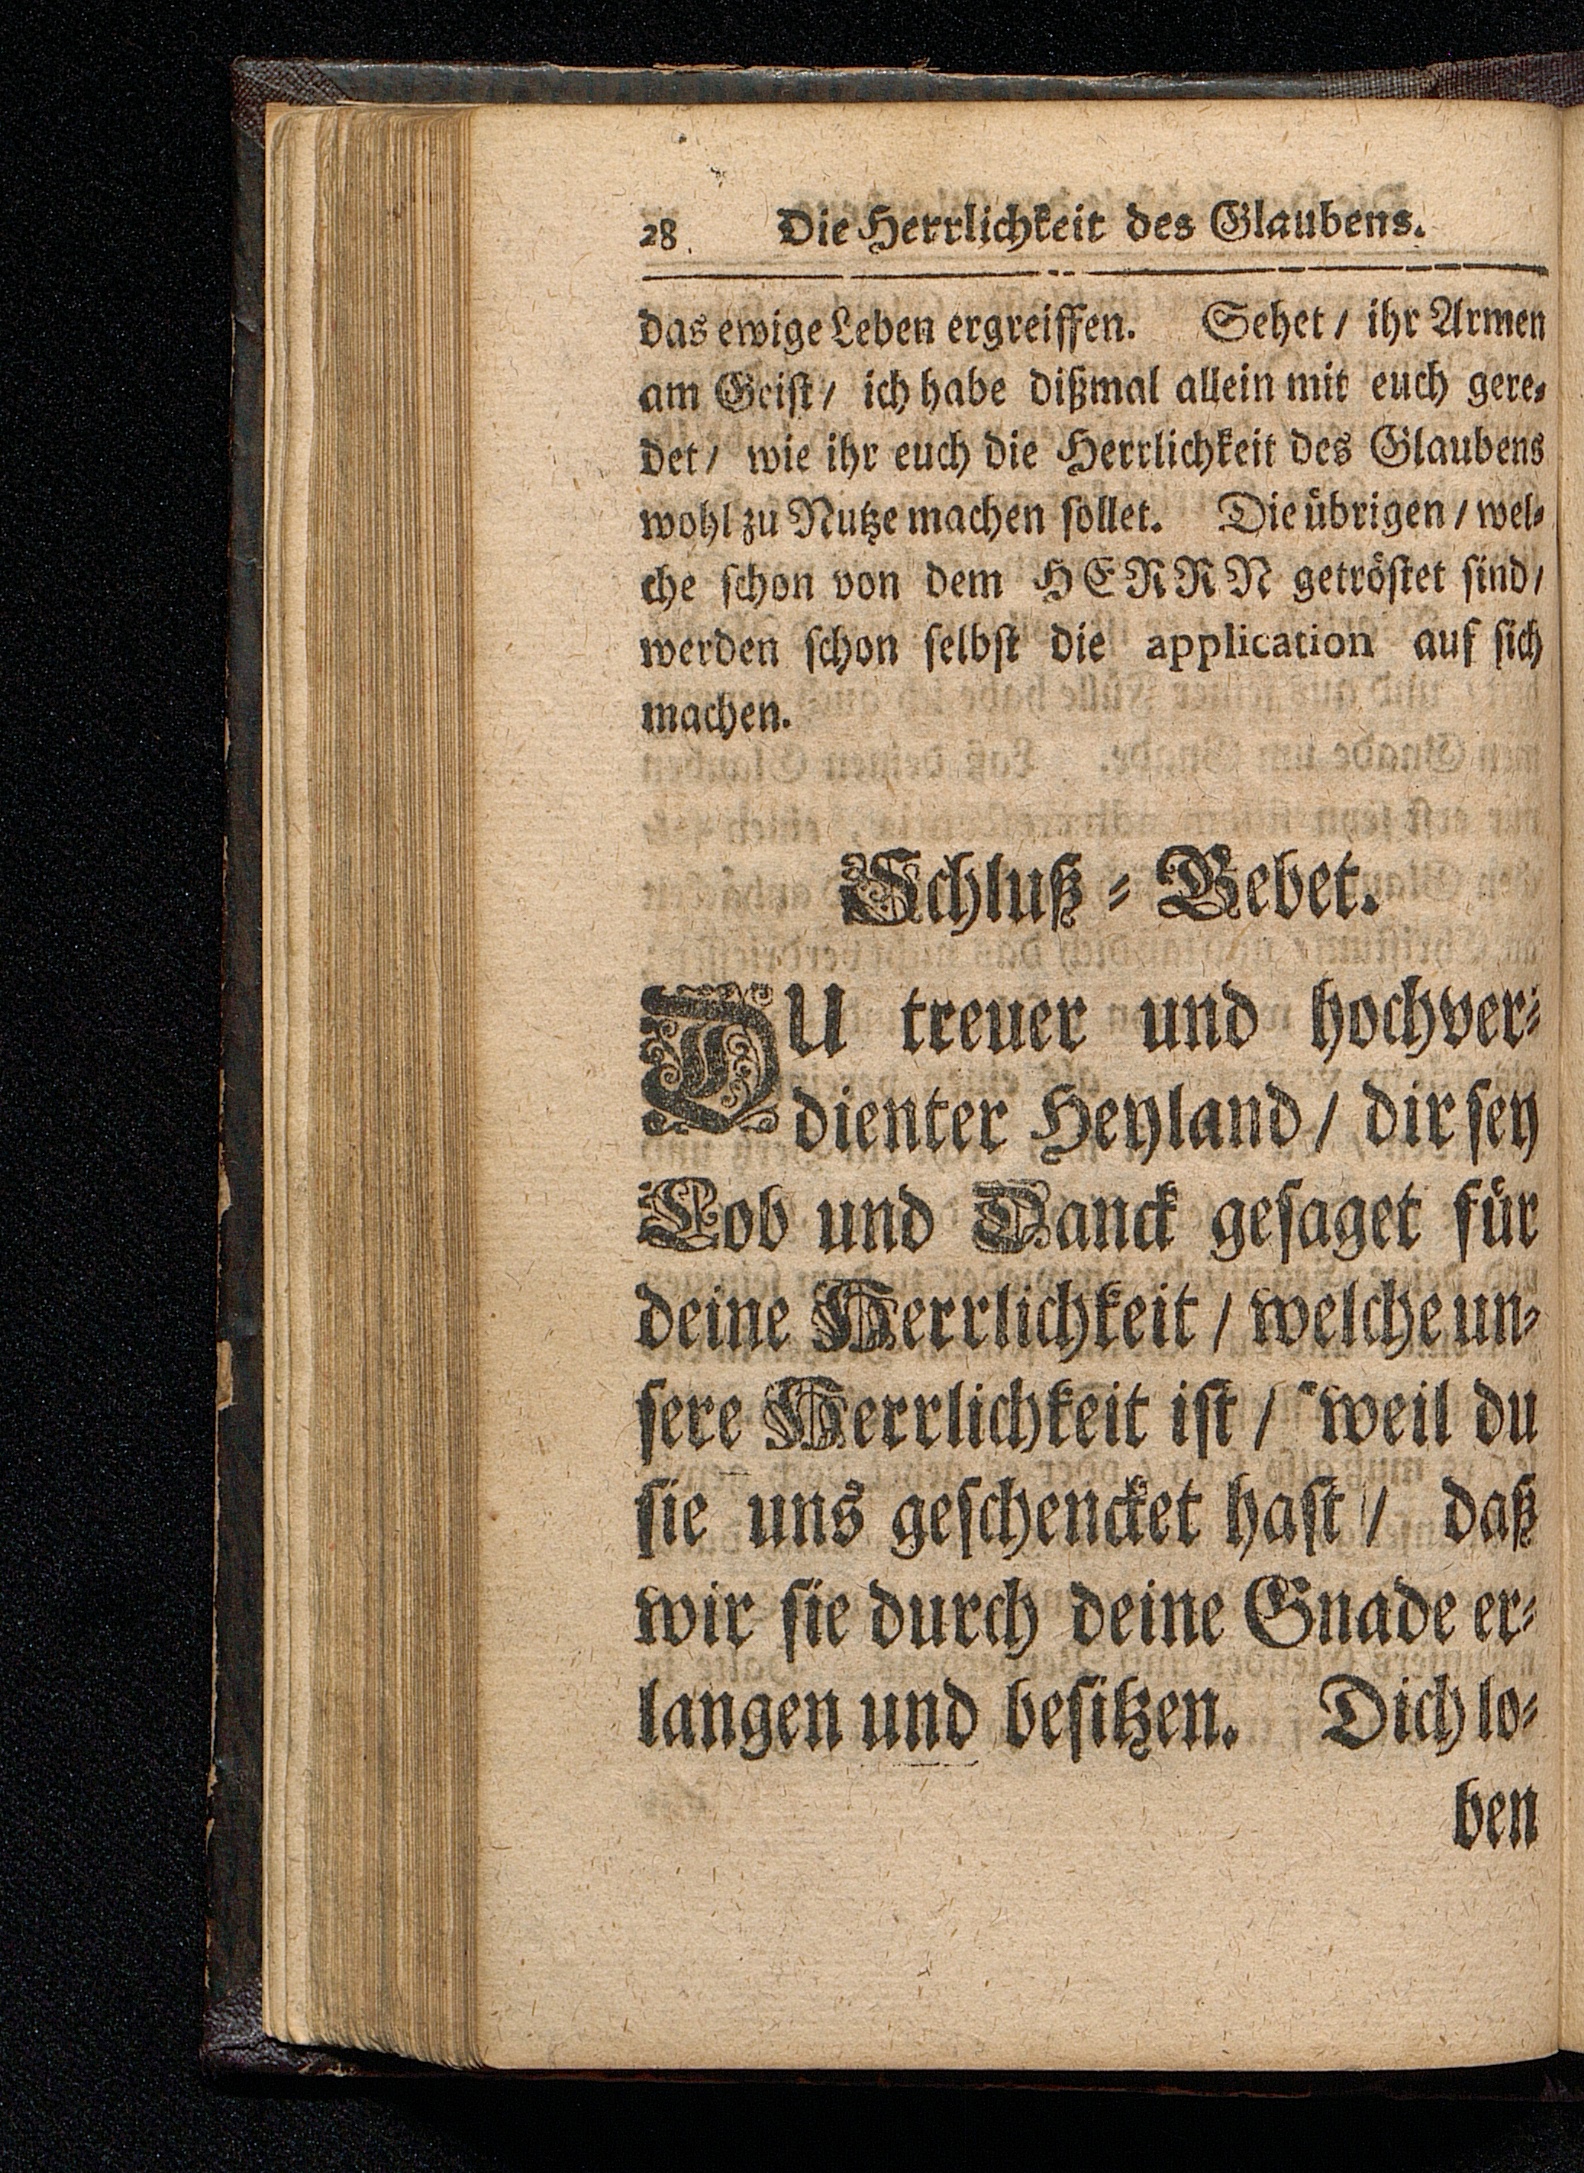 28 Die Herrlichkeit des Glaubens.
das ewige Leben ergreiffen. Sehet / ihr Armen
am Geist / ich habe dißmal allein mit euch gere⸗
det / wie ihr euch die Herrlichkeit des Glaubens
wohl zu Nutze machen sollet. Die übrigen / wel⸗
che schon von dem HERRN getröstet sind /
werden schon selbst die application auf sich
machen.
Schluß ⸗ Gebet.
DU treuer und hochver⸗
dienter Heyland / dir sey
Lob und Danck gesaget für
deine Herrlichkeit / welche un⸗
sere Herrlichkeit ist / weil du
sie uns geschencket hast / daß
wir sie durch deine Gnade er⸗
langen und besitzen. Dich lo⸗
ben